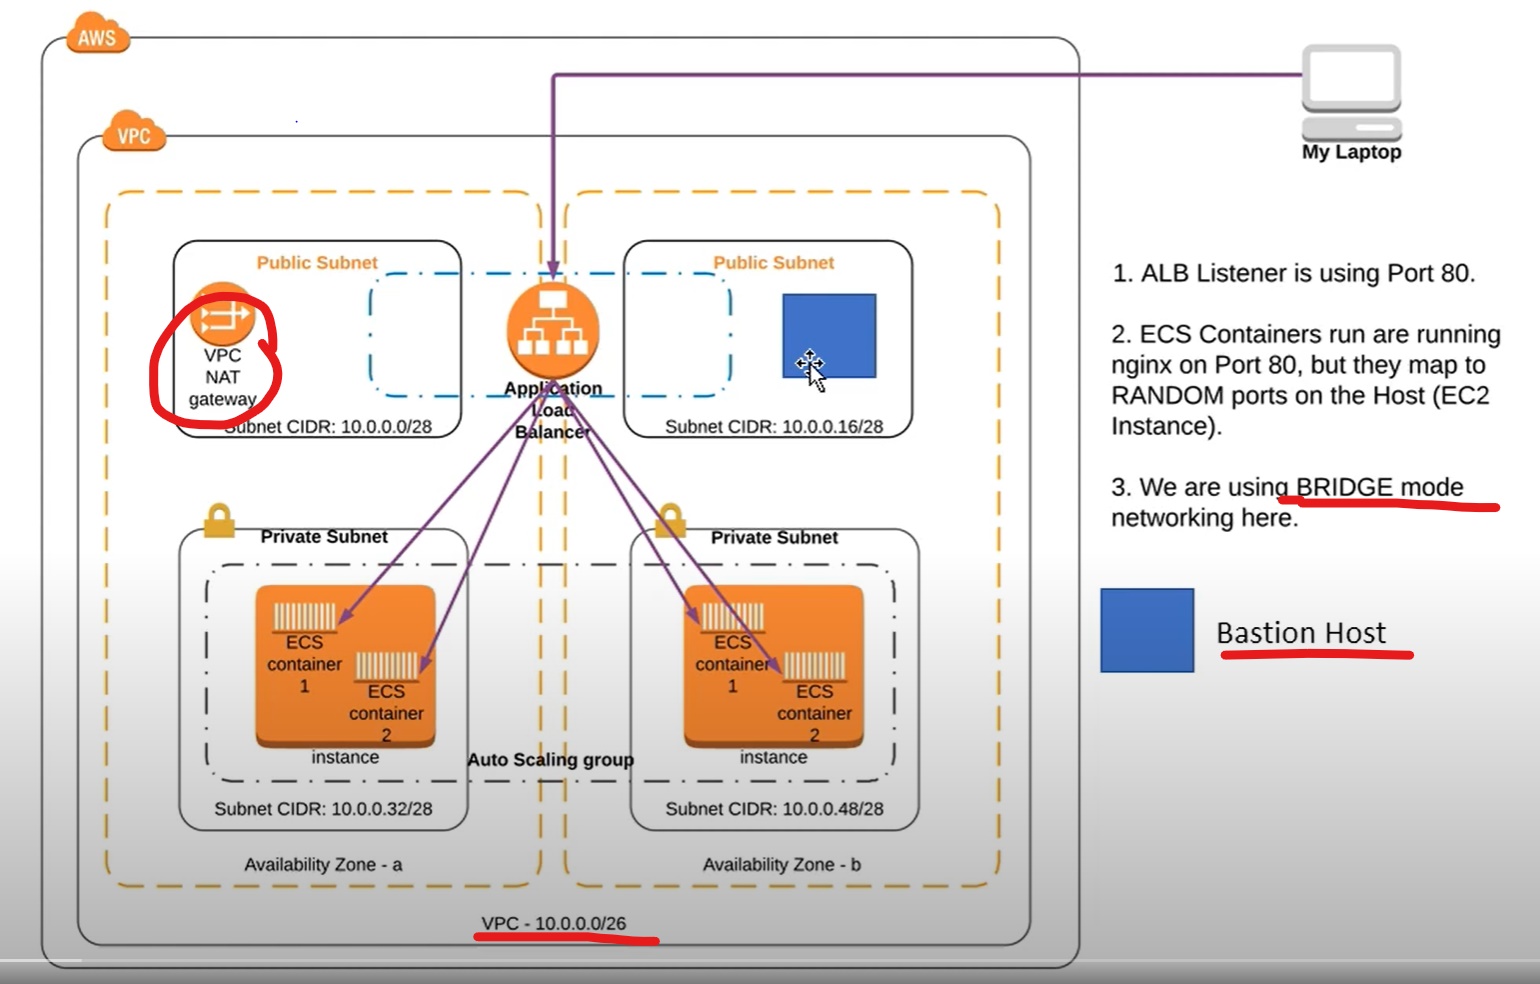 AWS
My Laptop
VPC
Public Subnet
VPC
NAT
gateway
Subnet CIDR: 10.0.0.0/28
Application
Load
Balancer
Public Subnet
Subnet CIDR: 10.0.0.16/28
1. ALB Listener is using Port 80.
2. ECS Containers run are running
nginx on Port 80, but they map to
RANDOM ports on the Host (EC2
Instance).
3. We are using BRIDGE mode
networking here.
Bastion Host
Private Subnet
ECS
container
1
ECS
container
2
instance
Subnet CIDR: 10.0.0.32/28
Availability Zone - a
Auto Scaling group
Private Subnet
ECS
container
1
ECS
container
2
instance
Subnet CIDR: 10.0.0.48/28
Availability Zone - b
VPC - 10.0.0.0/26